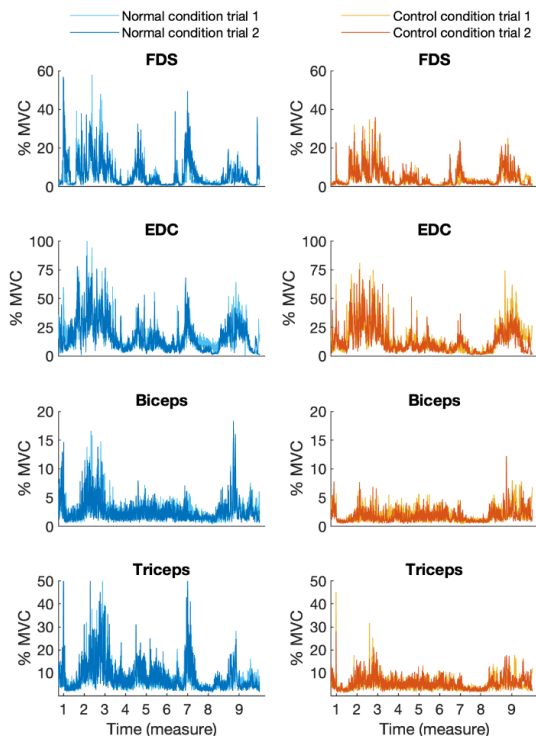 Normal condition trial 1
Normal condition trial 2
Control condition trial 1
Control condition trial 2
FDS
FDS
60
40
20
0
% MVC
60
40
20
0
% MVC
EDC
EDC
100
75
50
25
0
% MVC
100
75
50
25
0
% MVC
Biceps
Biceps
20
15
10
5
0
% MVC
20
15
10
5
0
% MVC
Triceps
Triceps
50
40
30
20
10
% MVC
50
40
30
20
10
% MVC
1 2 3 4 5 6 7 8 9
1 2 3 4 5 6 7 8 9
Time (measure)
Time (measure)